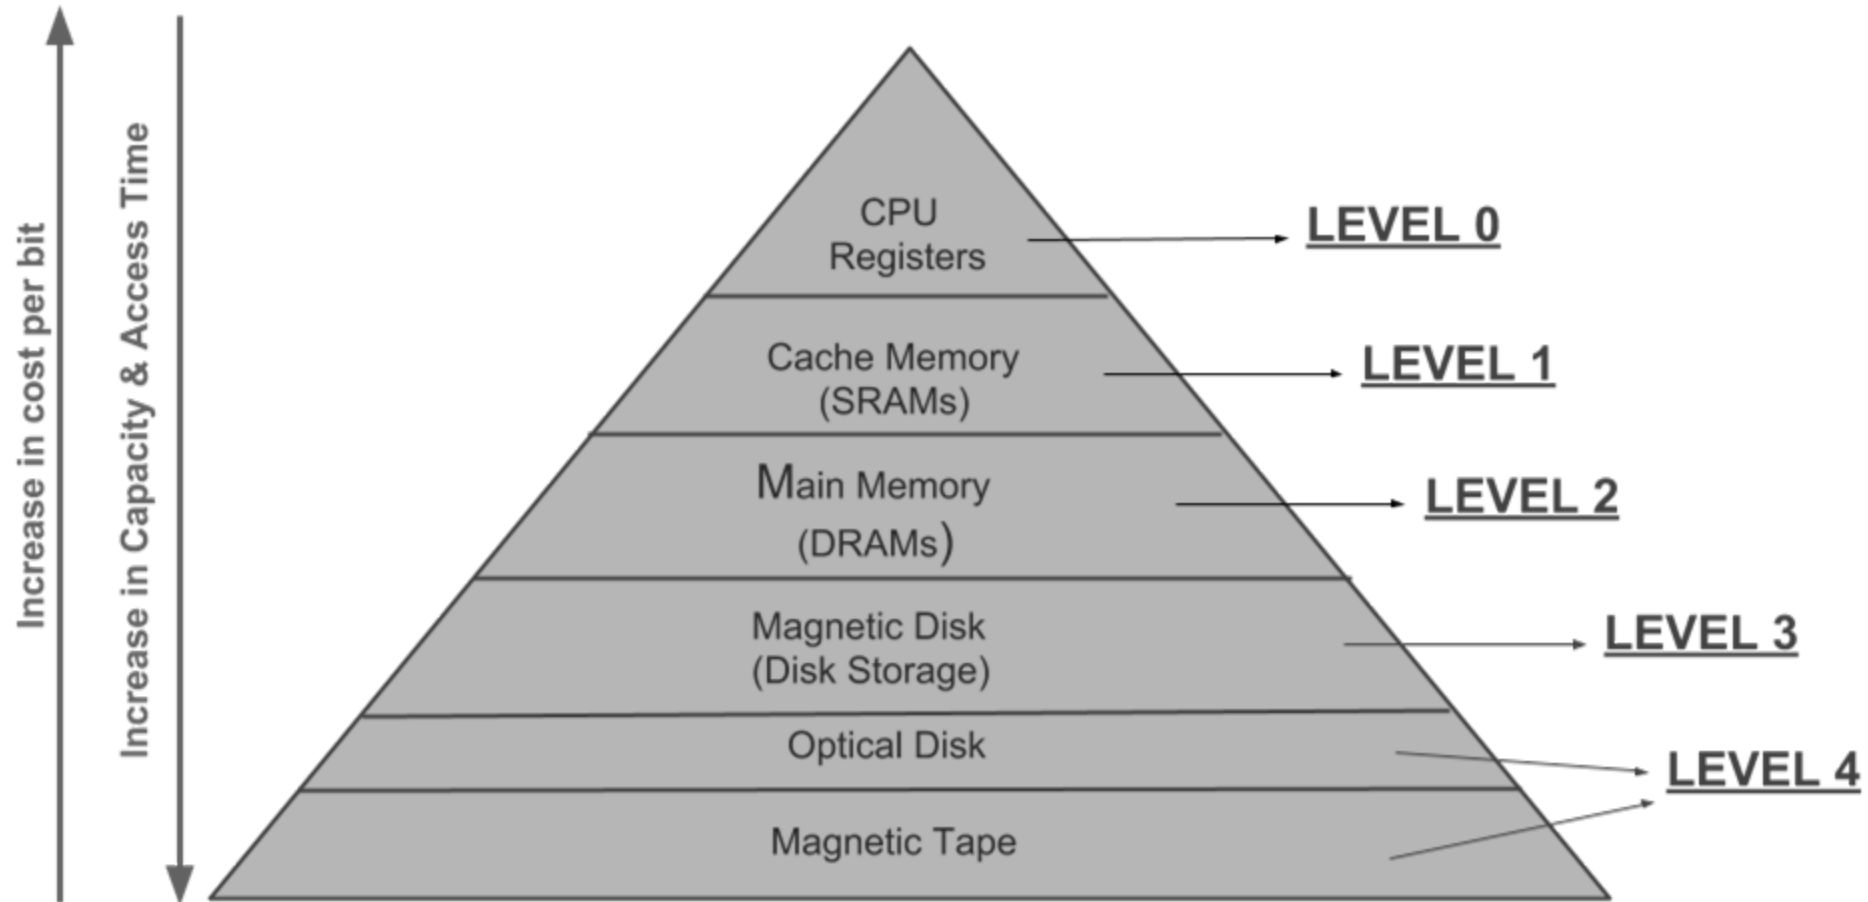 Increase in cost per bit
Increase in Capacity & Access Time
CPU
Registers
LEVEL 0
Cache Memory
(SRAMs)
LEVEL 1
Main Memory
(DRAMs)
LEVEL 2
Magnetic Disk
(Disk Storage)
LEVEL 3
Optical Disk
LEVEL 4
Magnetic Tape